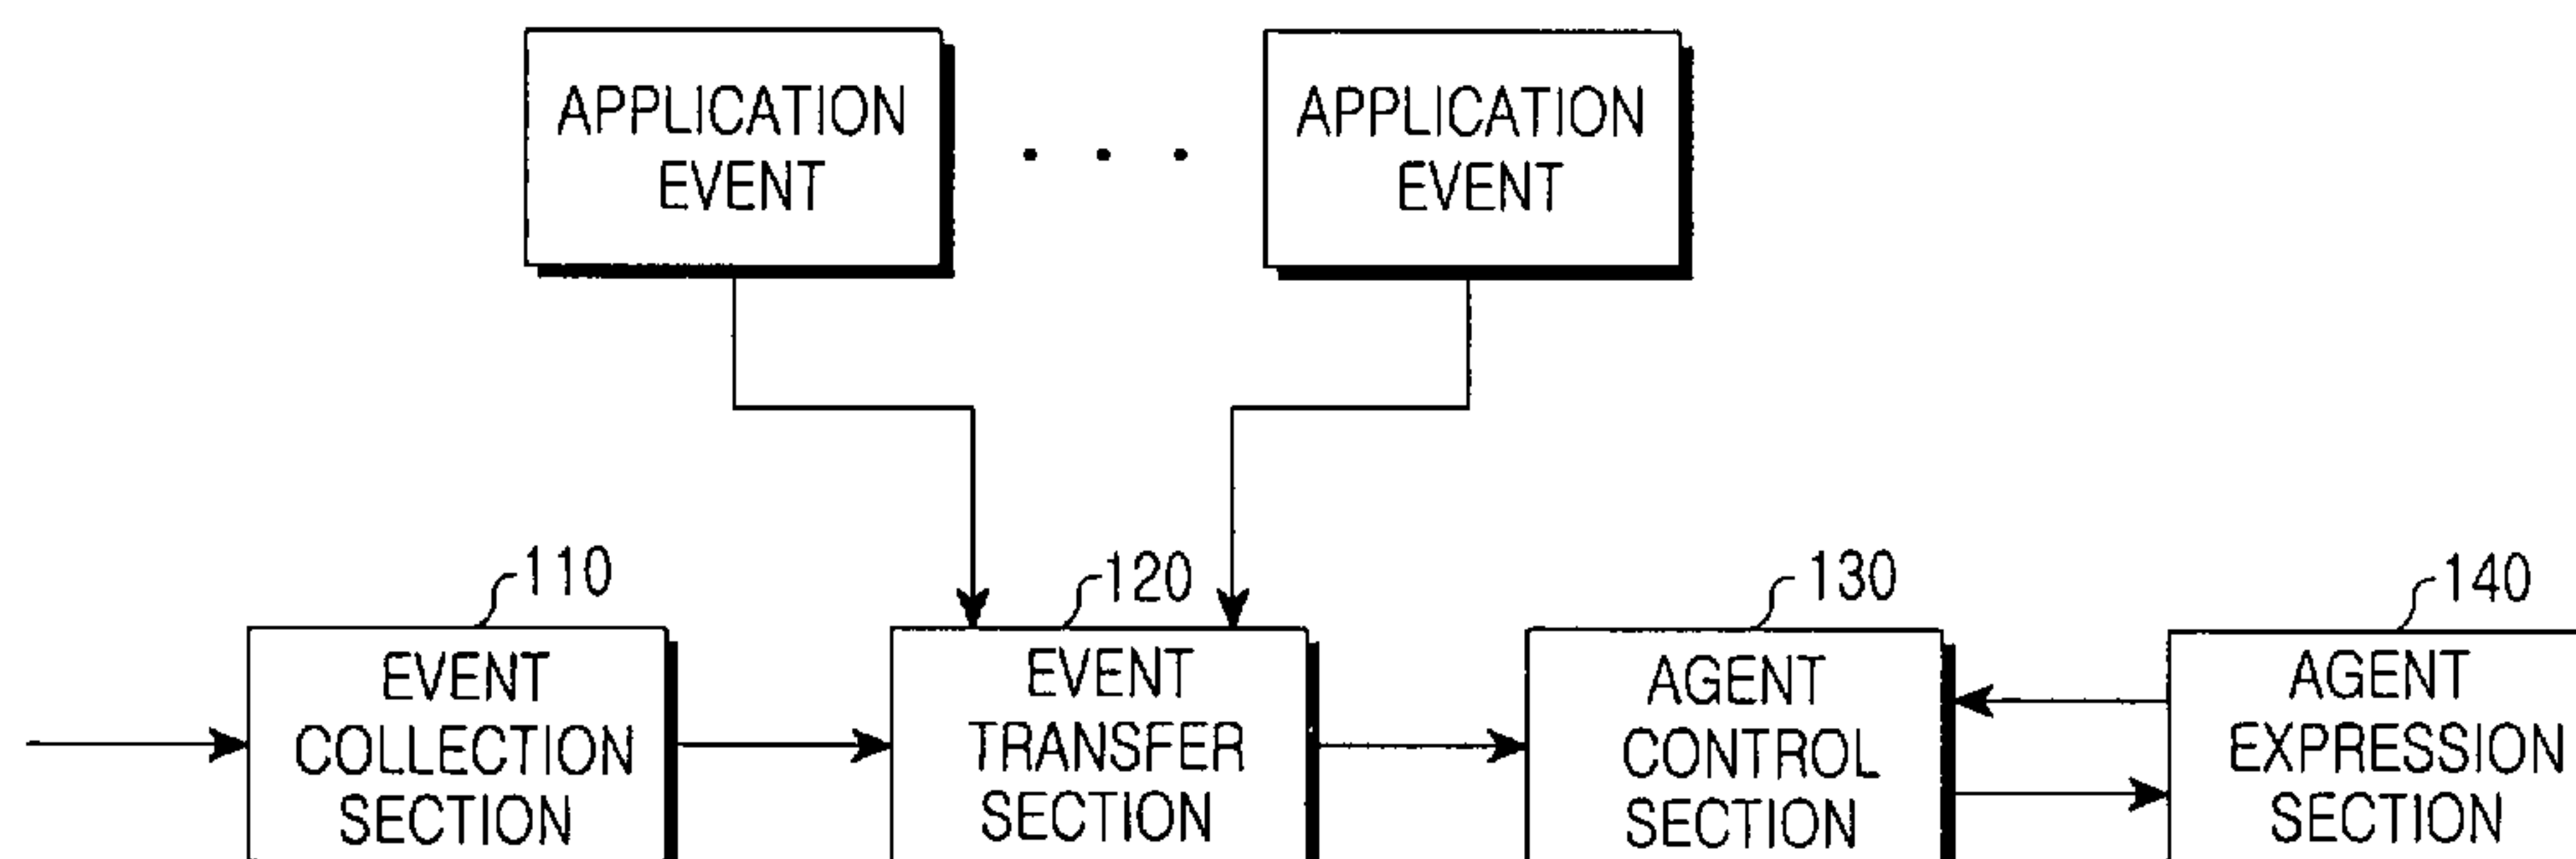 APPLICATION
EVENT
. . .
APPLICATION
EVENT
110
EVENT
COLLECTION
SECTION
120
EVENT
TRANSFER
SECTION
130
AGENT
CONTROL
SECTION
140
AGENT
EXPRESSION
SECTION